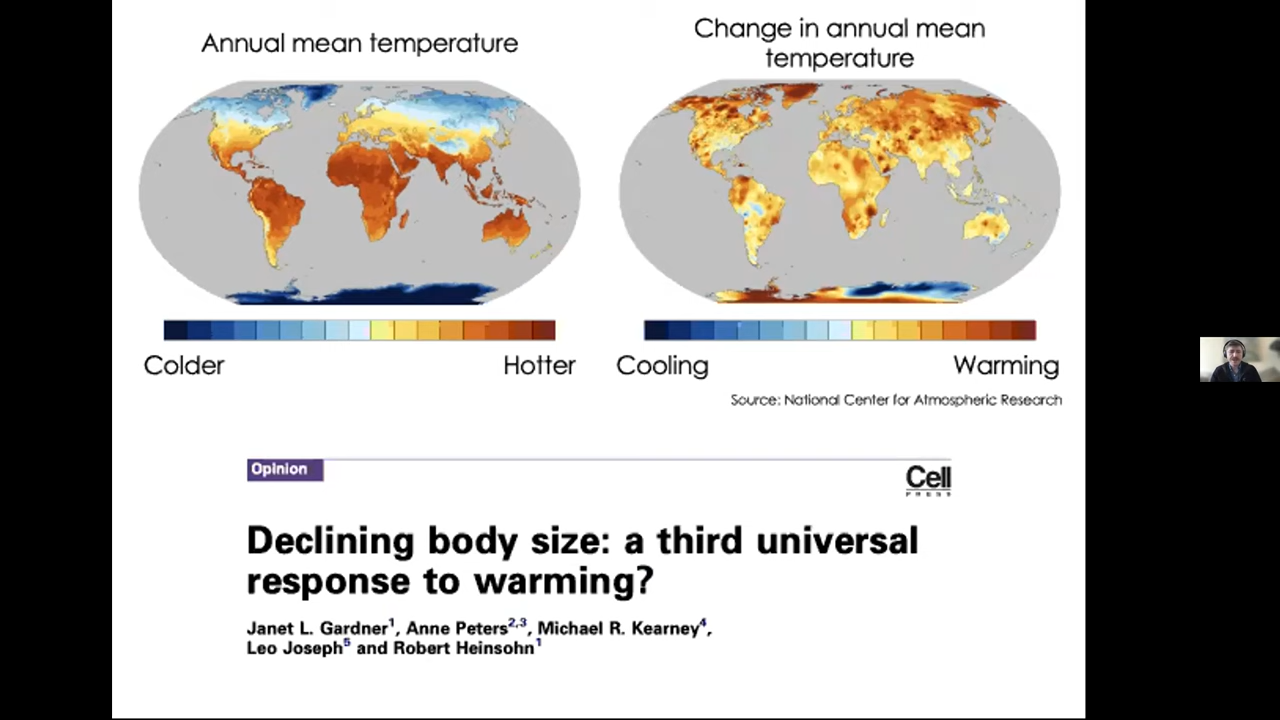 Annual mean temperature
Change in annual mean
temperature
Colder
Hotter
Cooling
Warming
Source: National Center for Atmospheric Research
Opinion
Cell
PRESS
Declining body size: a third universal
response to warming?
Janet L. Gardner1, Anne Peters2,3, Michael R. Kearney4,
Leo Joseph5 and Robert Heinsohn1